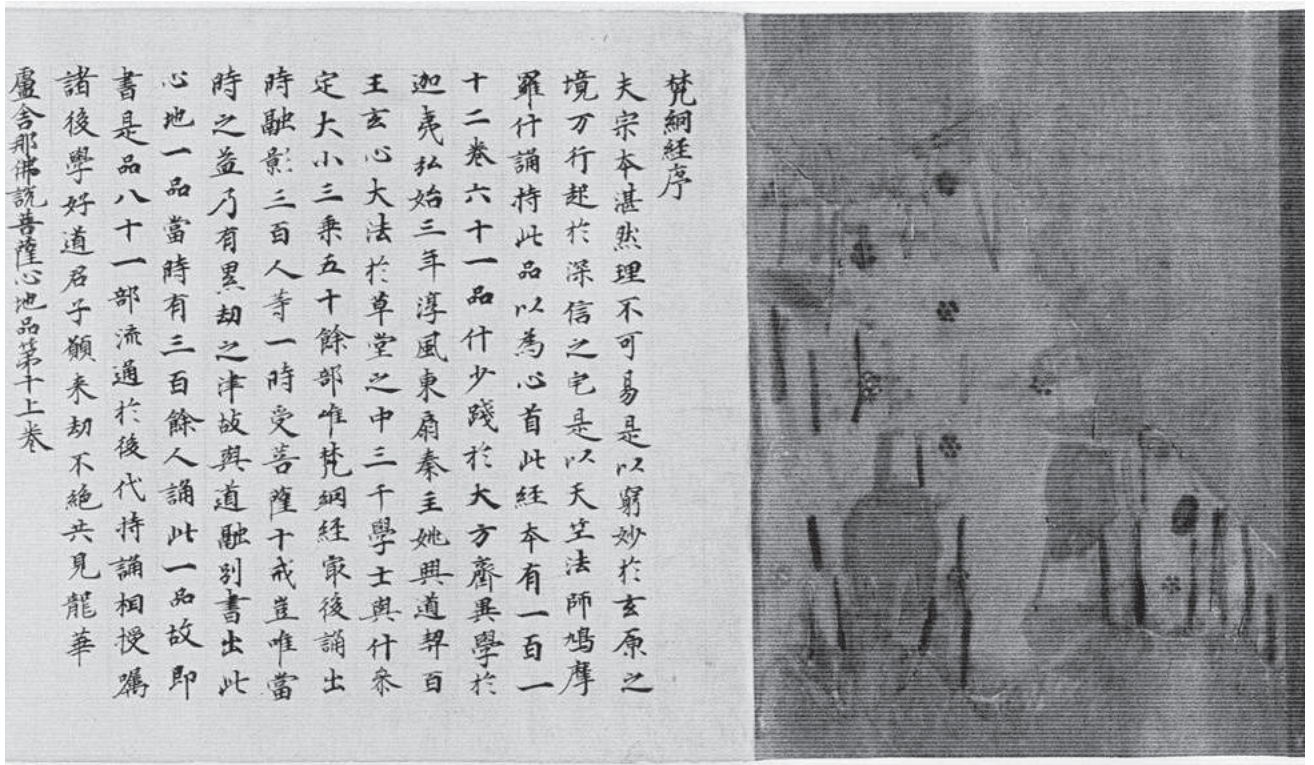 梵網經序
夫宗本湛然理不可易是以窮妙於玄原之
境万行起於深信之宅是以天竺法師鳩摩
羅什誦持此品以為心首此經本有一百一
十二卷六十一品什少踐於大方齊異學於
迦夷弘始三年淳風東扇秦主姚興道契百
王玄心大法於草堂之中三千學士與什叅
定大小三乘五十餘部唯梵網經㝡後誦出
時融影三百人等一時受菩薩十戒豈唯當
時之益乃有異劫之津故與道融別書出此
心地一品當時有三百餘人誦此一品故即
書是品八十一部流通於後代持誦相授囑
諸後學好道君子願来劫不絕共見龍華
盧舍那佛說菩薩心地品第十上卷